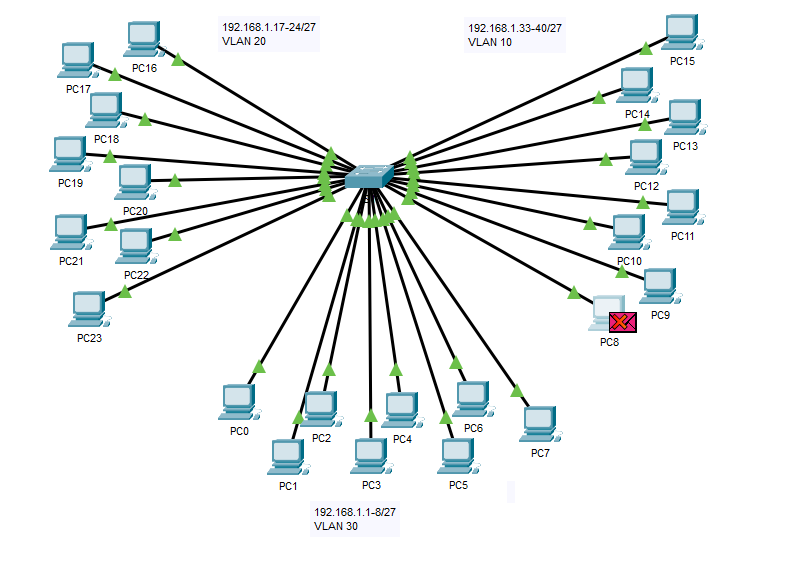 192.168.1.17-24/27
VLAN 20
192.168.1.33-40/27
VLAN 10
PC16
PC15
PC17
PC14
PC18
PC13
PC19
PC12
PC20
PC11
PC21
PC10
PC22
PC9
PC23
PC8
PC0
PC2
PC4
PC6
PC7
PC1
PC3
PC5
192.168.1.1-8/27
VLAN 30